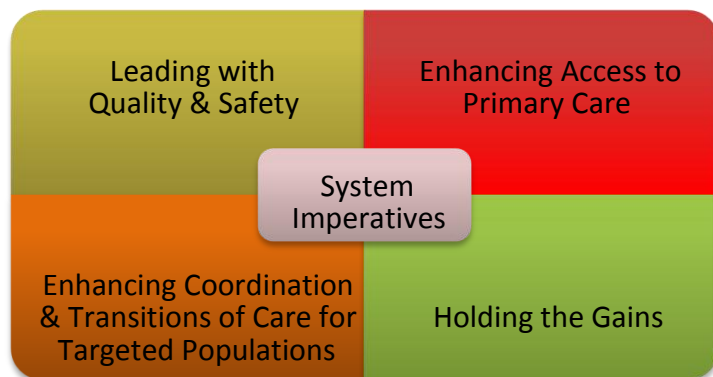 Leading with
Quality & Safety
Enhancing Access to
Primary Care
System
Imperatives
Enhancing Coordination
& Transitions of Care for
Targeted Populations
Holding the Gains